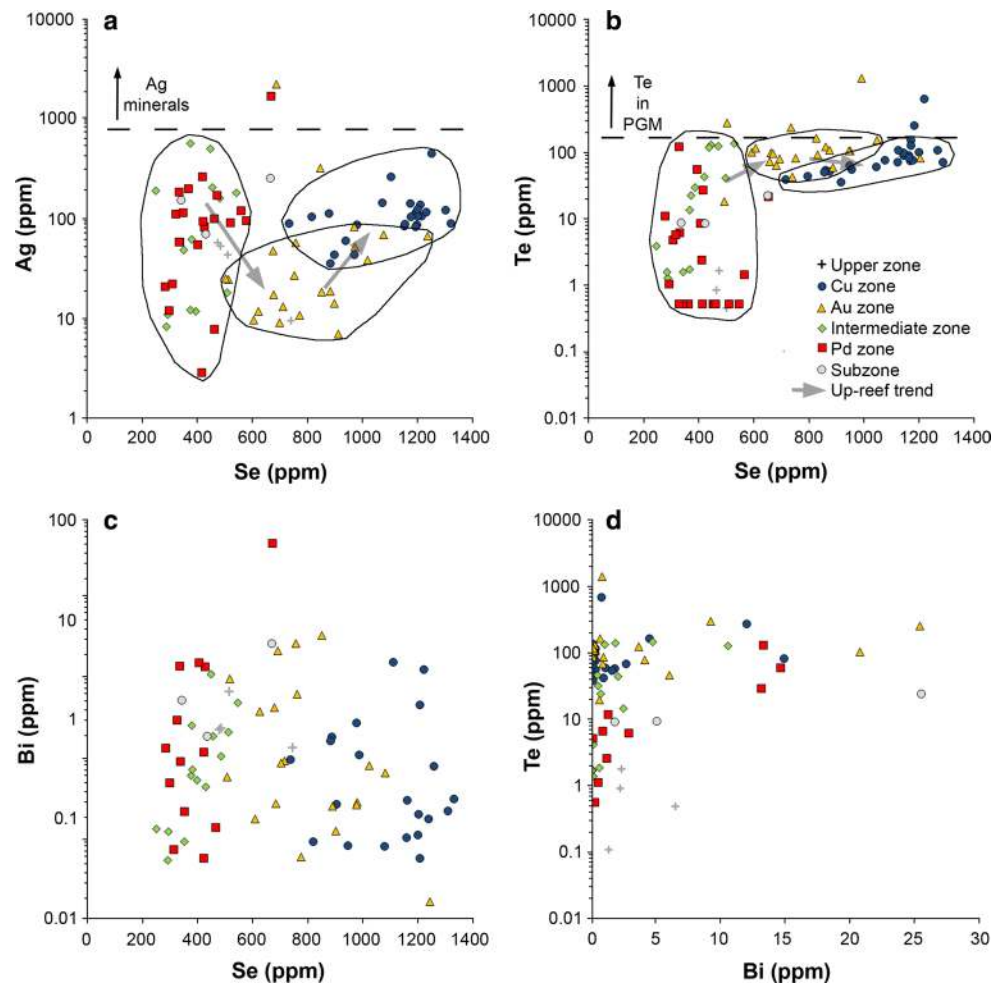 a
10000
1000
100
10
1
Ag (ppm)
Ag
minerals
0 200 400 600 800 1000 1200 1400
Se (ppm)
b
10000
1000
100
10
1
0.1
0.01
Te (ppm)
Te
in
PGM
Upper zone
Cu zone
Au zone
Intermediate zone
Pd zone
Subzone
Up-reef trend
0 200 400 600 800 1000 1200 1400
Se (ppm)
c
100
10
1
0.1
0.01
Bi (ppm)
0 200 400 600 800 1000 1200 1400
Se (ppm)
d
10000
1000
100
10
1
0.1
0.01
Te (ppm)
0 5 10 15 20 25 30
Bi (ppm)